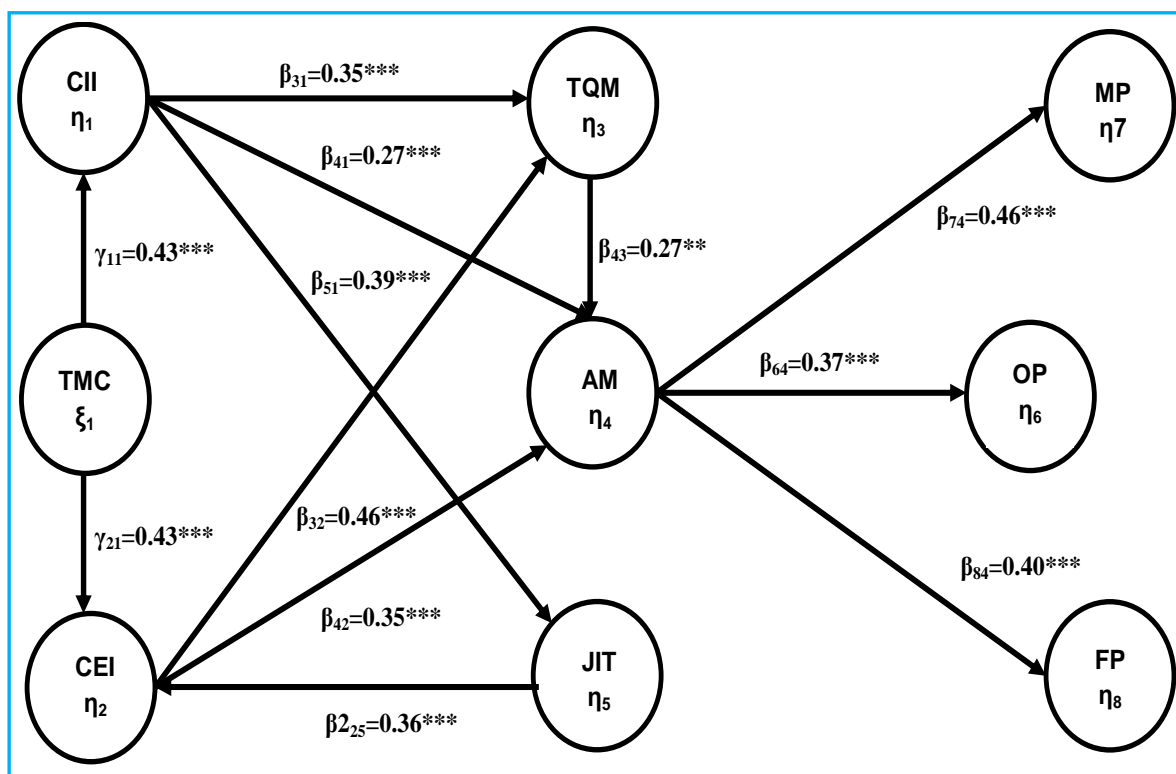 CII
η1
β31=0.35***
TQM
η3
MP
η7
β41=0.27***
β74=0.46***
γ11=0.43***
β51=0.39***
β43=0.27**
TMC
ξ1
AM
η4
β64=0.37***
OP
η6
γ21=0.43***
β32=0.46***
β84=0.40***
β42=0.35***
CEI
η2
JIT
η5
FP
η8
β225=0.36***